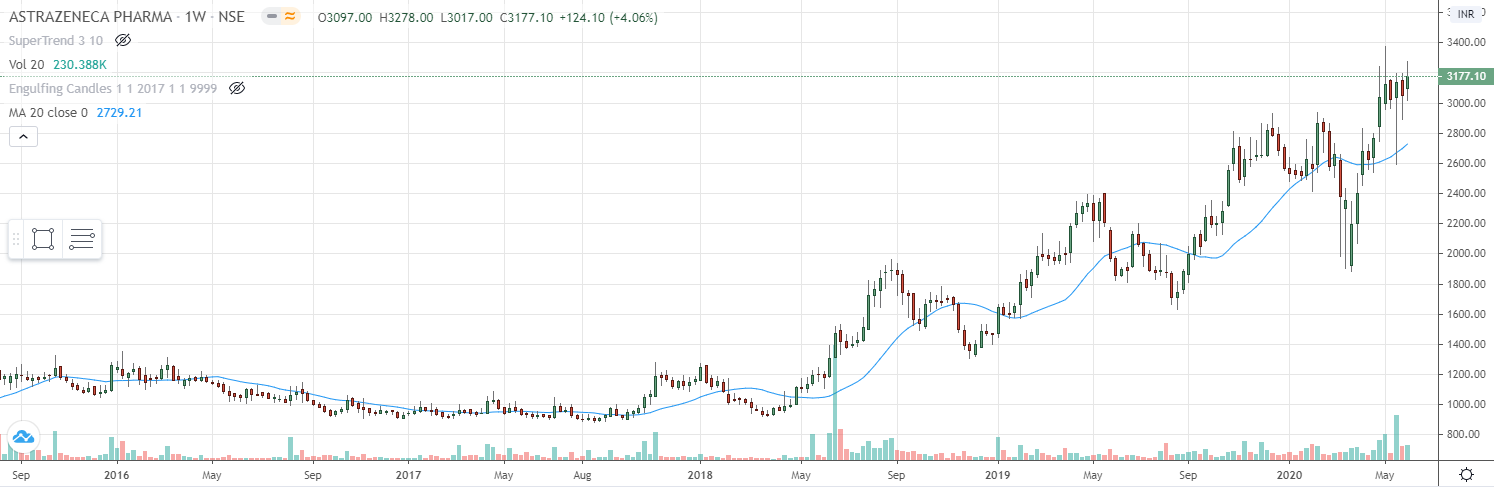 ASTRAZENECA PHARMA · 1W · NSE O3097.00 H3278.00 L3017.00 C3177.10 +124.10 (+4.06%)
SuperTrend 3 10
Vol 20 230.388K
Engulfing Candles 1 1 2017 1 1 9999
MA 20 close 0 2729.21
INR
3400.00
3177.10
3000.00
2800.00
2600.00
2400.00
2200.00
2000.00
1800.00
1600.00
1400.00
1200.00
1000.00
800.00
Sep 2016 May Sep 2017 May Aug 2018 May Sep 2019 May Sep 2020 May